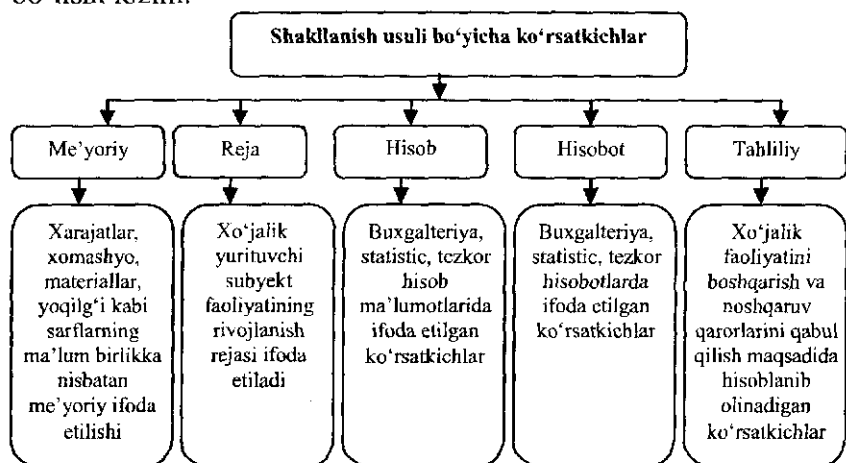 Shakllanish usuli bo‘yicha ko‘rsatkichlar
Me’yoriy
Reja
Hisob
Hisobot
Tahliliy
Xarajatlar,
xomashyo,
materiallar,
yoqilg‘i kabi
sarflarning
ma’lum birlikka
nisbatan
me’yoriy ifoda
etilishi
Xo‘jalik
yurituvchi
subyekt
faoliyatining
rivojlanish
rejasi ifoda
etiladi
Buxgalteriya,
statistic, tezkor
hisob
ma’lumotlarida
ifoda etilgan
ko‘rsatkichlar
Buxgalteriya,
statistic, tezkor
hisobotlarda
ifoda etilgan
ko‘rsatkichlar
Xo‘jalik
faoliyatini
boshqarish va
noshqaruv
qarorlarini qabul
qilish maqsadida
hisoblanib
olinadigan
ko‘rsatkichlar